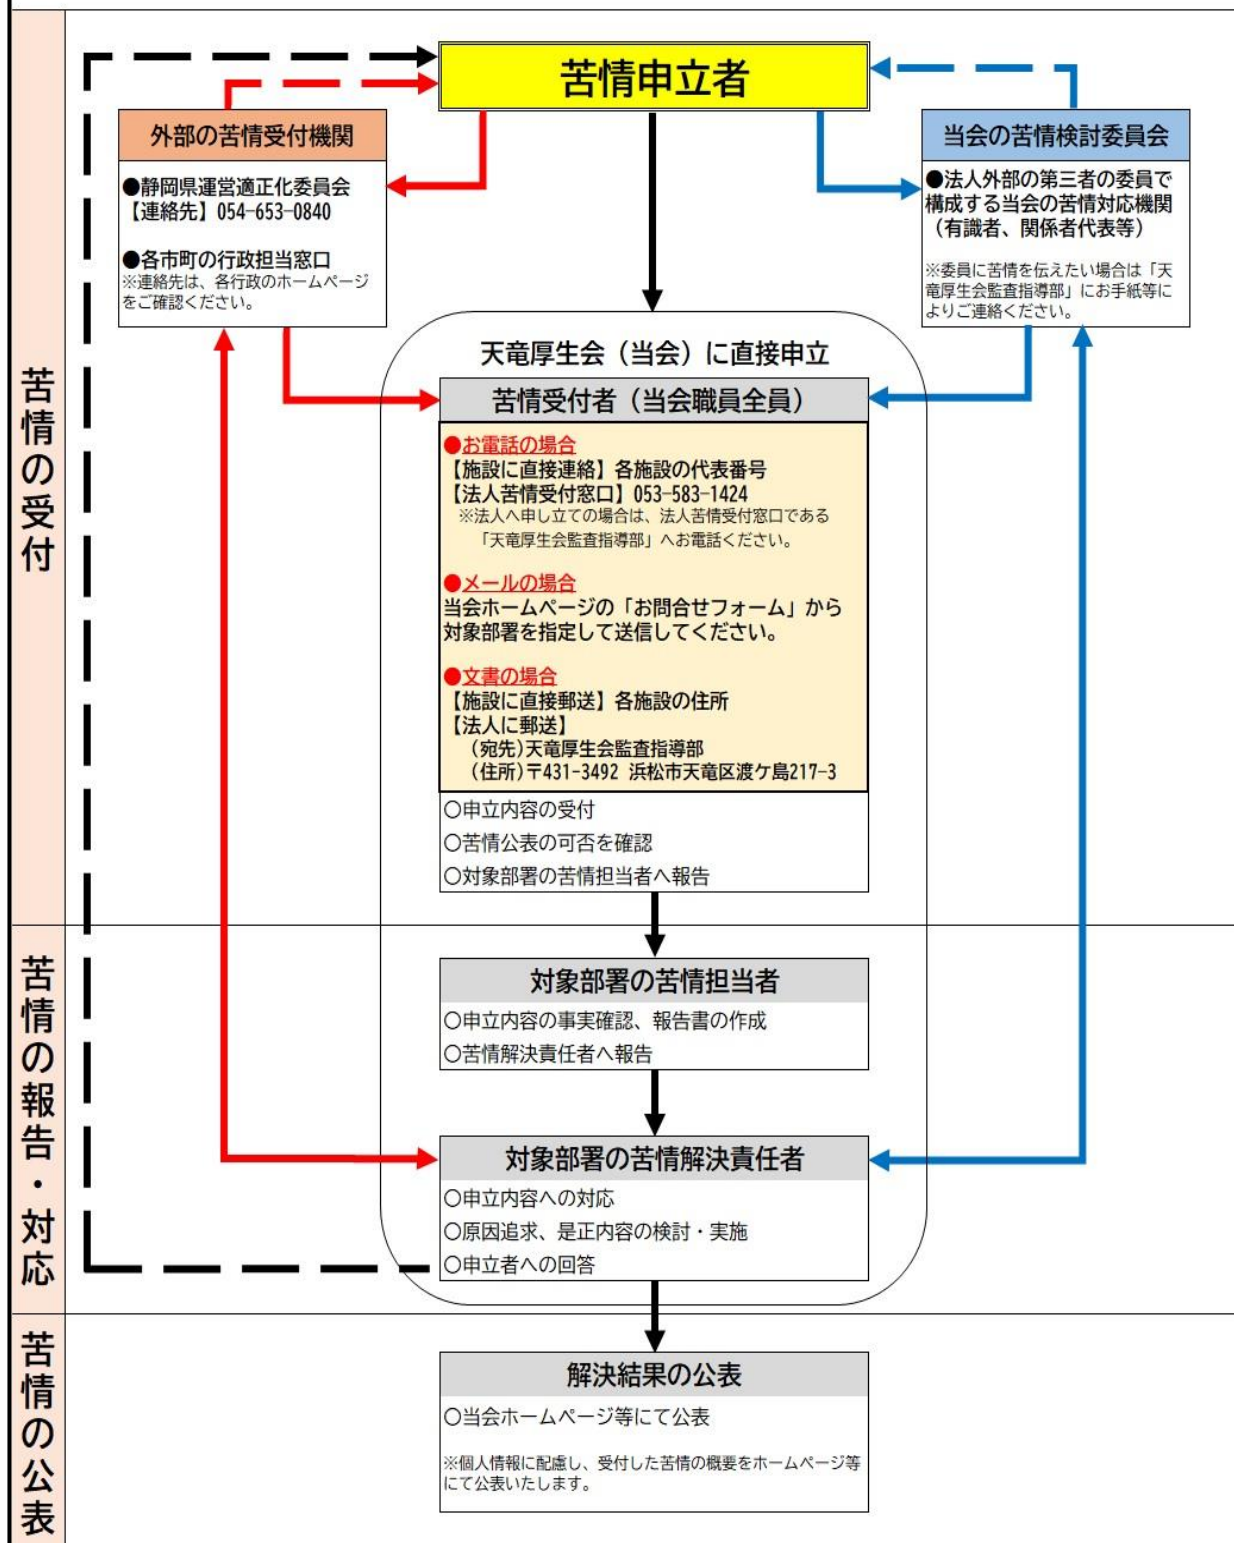 苦情の受付
苦情申立者
外部の苦情受付機関
●静岡県運営適正化委員会
【連絡先】054-653-0840
●各市町の行政担当窓口
※連絡先は、各行政のホームページ
をご確認ください。
当会の苦情検討委員会
●法人外部の第三者の委員で
構成する当会の苦情対応機関
（有識者、関係者代表等）
※委員に苦情を伝えたい場合は「天
竜厚生会監査指導部」にお手紙等に
よりご連絡ください。
天竜厚生会（当会）に直接申立
苦情受付者（当会職員全員）
●お電話の場合
【施設に直接連絡】各施設の代表番号
【法人苦情受付窓口】053-583-1424
※法人へ申し立ての場合は、法人苦情受付窓口である
「天竜厚生会監査指導部」へお電話ください。
●メールの場合
当会ホームページの「お問合せフォーム」から
対象部署を指定して送信してください。
●文書の場合
【施設に直接郵送】各施設の住所
【法人に郵送】
（宛先）天竜厚生会監査指導部
（住所）〒431-3492 浜松市天竜区渡ケ島217-3
○申立内容の受付
○苦情公表の可否を確認
○対象部署の苦情担当者へ報告
苦情の報告・対応
対象部署の苦情担当者
○申立内容の事実確認、報告書の作成
○苦情解決責任者へ報告
対象部署の苦情解決責任者
○申立内容への対応
○原因追求、是正内容の検討・実施
○申立者への回答
苦情の公表
解決結果の公表
○当会ホームページ等にて公表
※個人情報に配慮し、受付した苦情の概要をホームページ等
にて公表いたします。